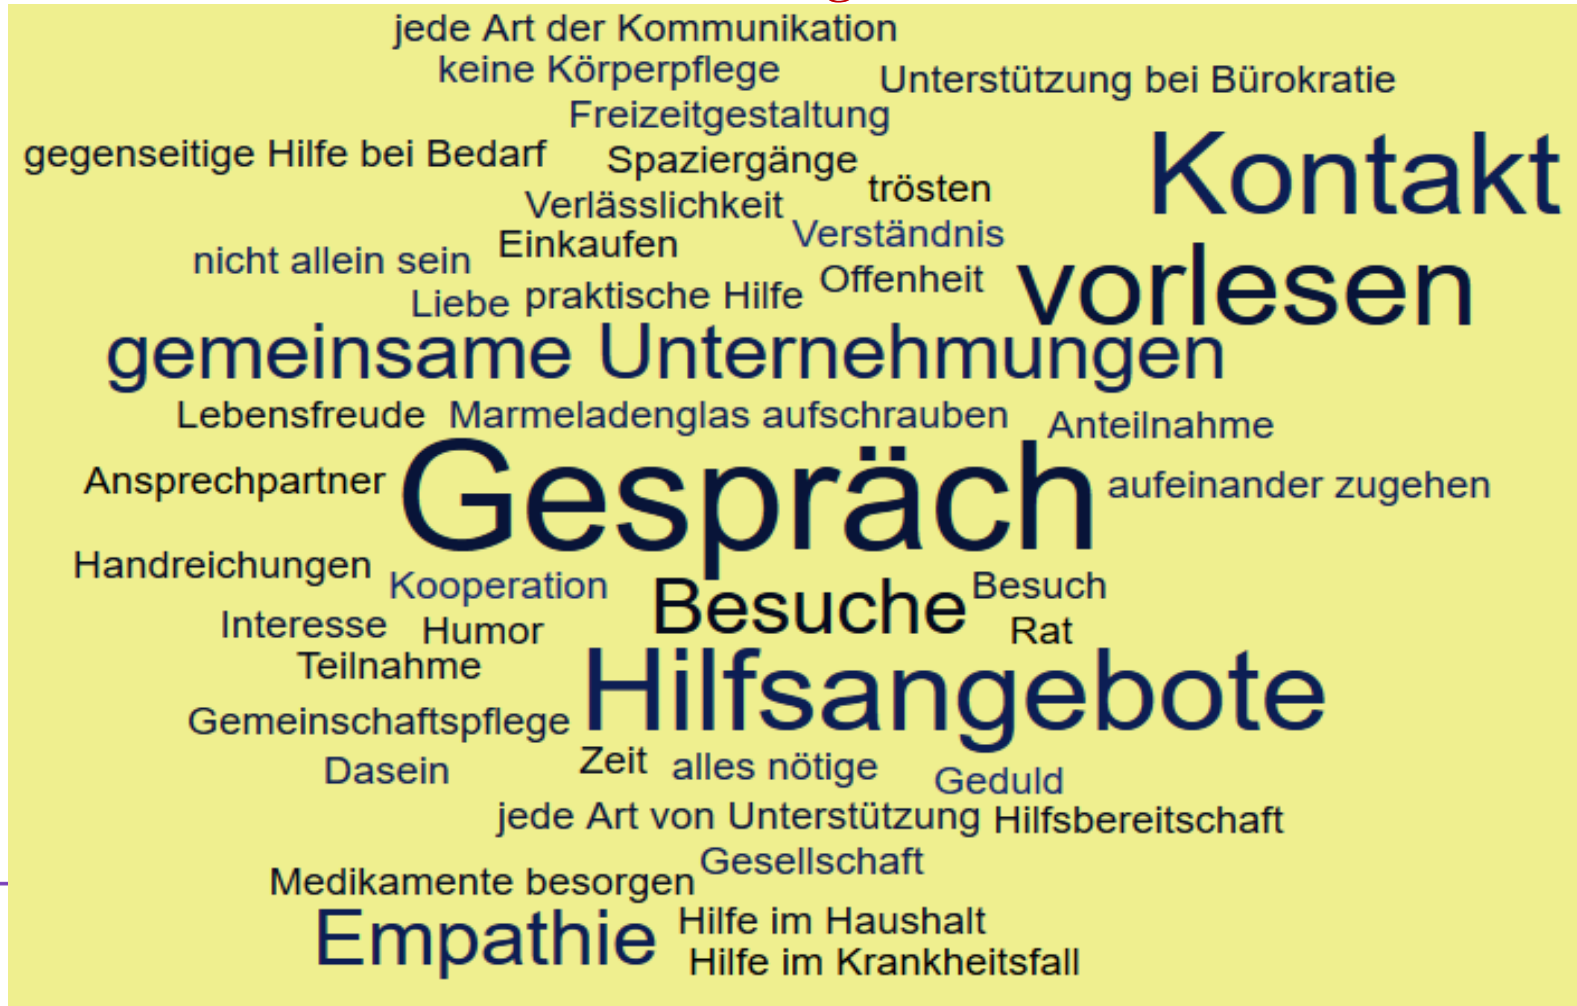 jede Art der Kommunikation
keine Körperpflege
Unterstützung bei Bürokratie
Freizeitgestaltung
gegenseitige Hilfe bei Bedarf
Spaziergänge
Kontakt
trösten
Verlässlichkeit
Verständnis
Einkaufen
nicht allein sein
Offenheit
vorlesen
Liebe
praktische Hilfe
gemeinsame Unternehmungen
Lebensfreude
Marmeladenglas aufschrauben
Anteilnahme
Ansprechpartner
Gespräch
aufeinander zugehen
Handreichungen
Kooperation
Besuche
Besuch
Interesse
Humor
Rat
Teilnahme
Hilfsangebote
Gemeinschaftspflege
Dasein
Zeit
alles nötige
Geduld
jede Art von Unterstützung
Hilfsbereitschaft
Gesellschaft
Medikamente besorgen
Empathie
Hilfe im Haushalt
Hilfe im Krankheitsfall